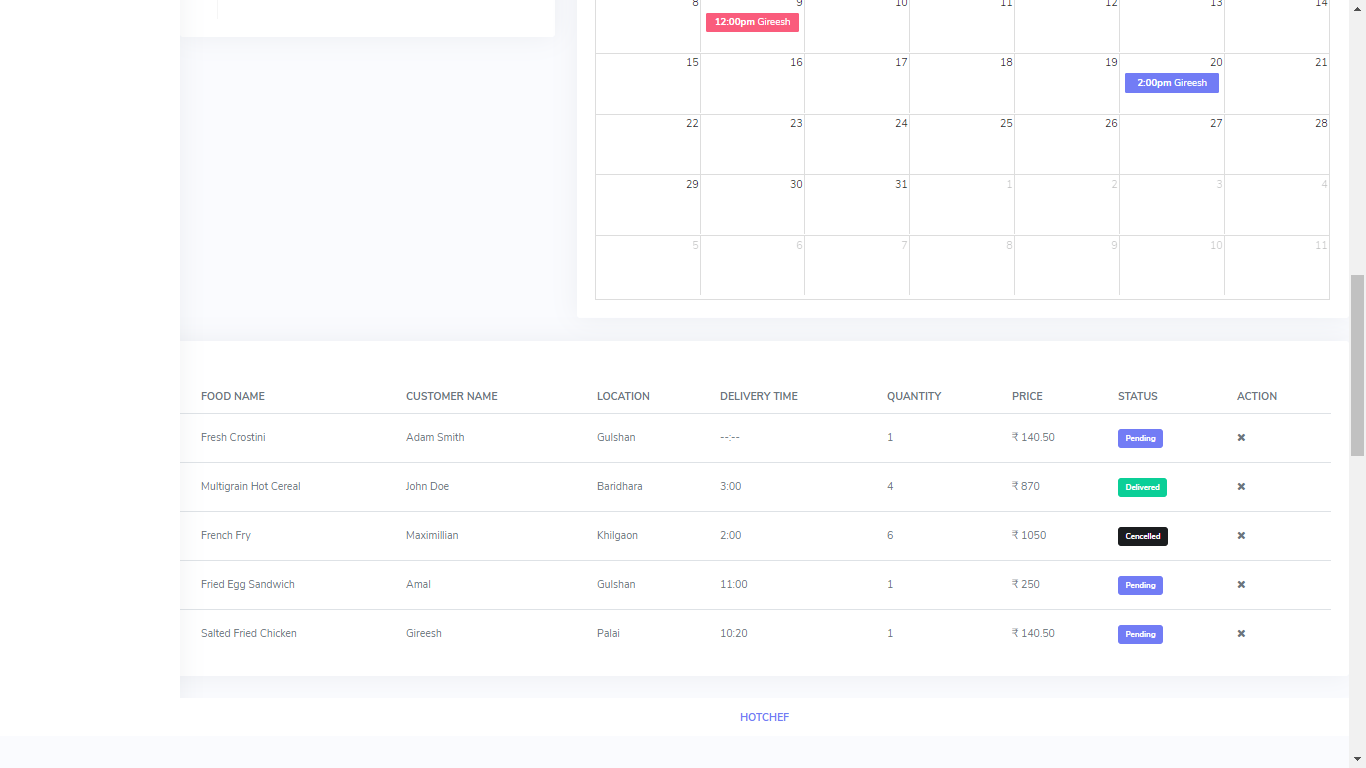 8 9 10 11 12 13 14
12:00pm Gireesh
15 16 17 18 19 20 21
2:00pm Gireesh
22 23 24 25 26 27 28
29 30 31 1 2 3 4
5 6 7 8 9 10 11
FOOD NAME CUSTOMER NAME LOCATION DELIVERY TIME QUANTITY PRICE STATUS ACTION
Fresh Crostini Adam Smith Gulshan --:-- 1 ₹ 140.50 Pending ✖
Multigrain Hot Cereal John Doe Baridhara 3:00 4 ₹ 870 Delivered ✖
French Fry Maximillian Khilgaon 2:00 6 ₹ 1050 Cencelled ✖
Fried Egg Sandwich Amal Gulshan 11:00 1 ₹ 250 Pending ✖
Salted Fried Chicken Gireesh Palai 10:20 1 ₹ 140.50 Pending ✖
HOTCHEF